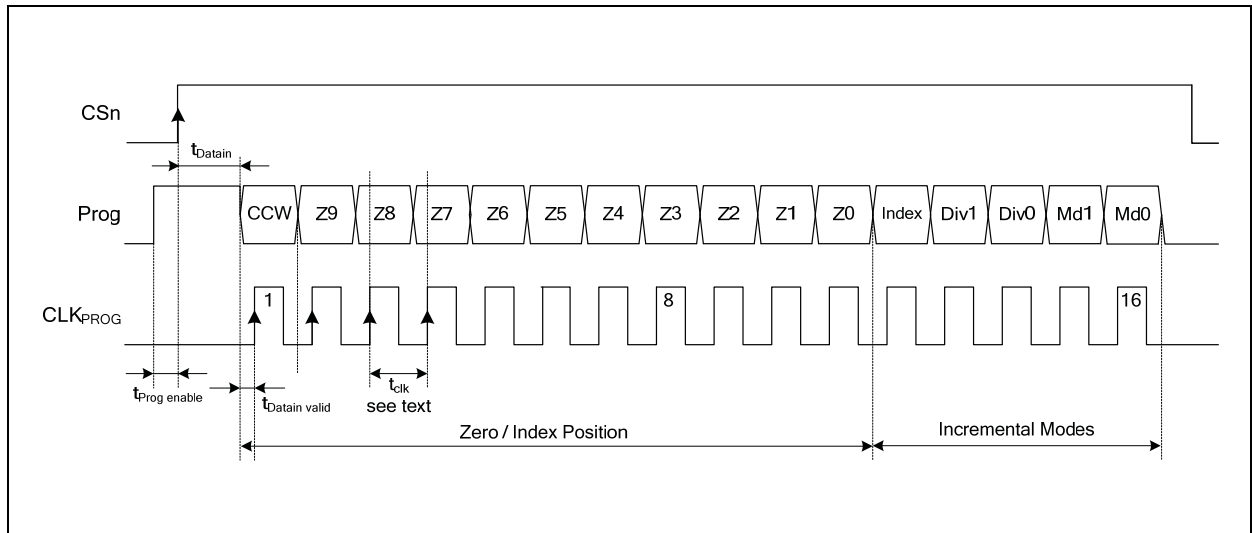 CSn
tDatain
Prog
CCW Z9 Z8 Z7 Z6 Z5 Z4 Z3 Z2 Z1 Z0 Index Div1 Div0 Md1 Md0
1 8 16
CLKPROG
tProg enable
tDatain valid
tclk
see text
Zero / Index Position
Incremental Modes